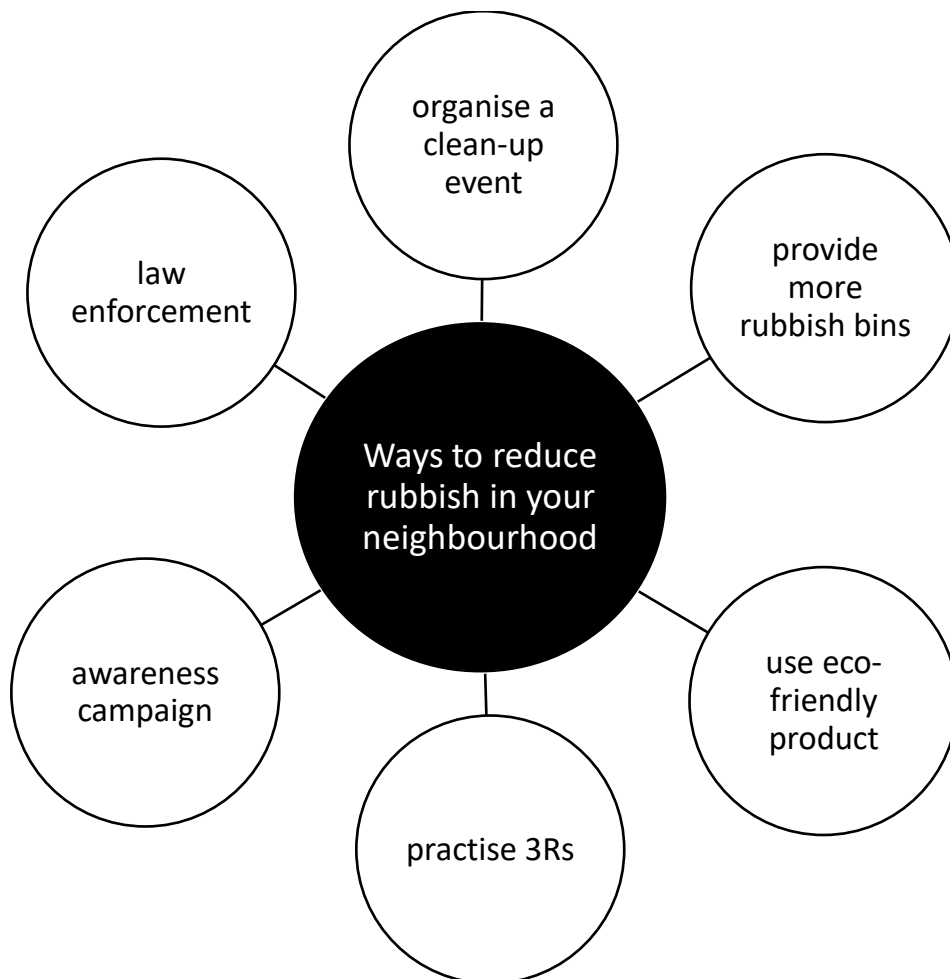 organise a
clean-up
event
law
enforcement
provide
more
rubbish bins
Ways to reduce
rubbish in your
neighbourhood
awareness
campaign
use eco-
friendly
product
practise 3Rs